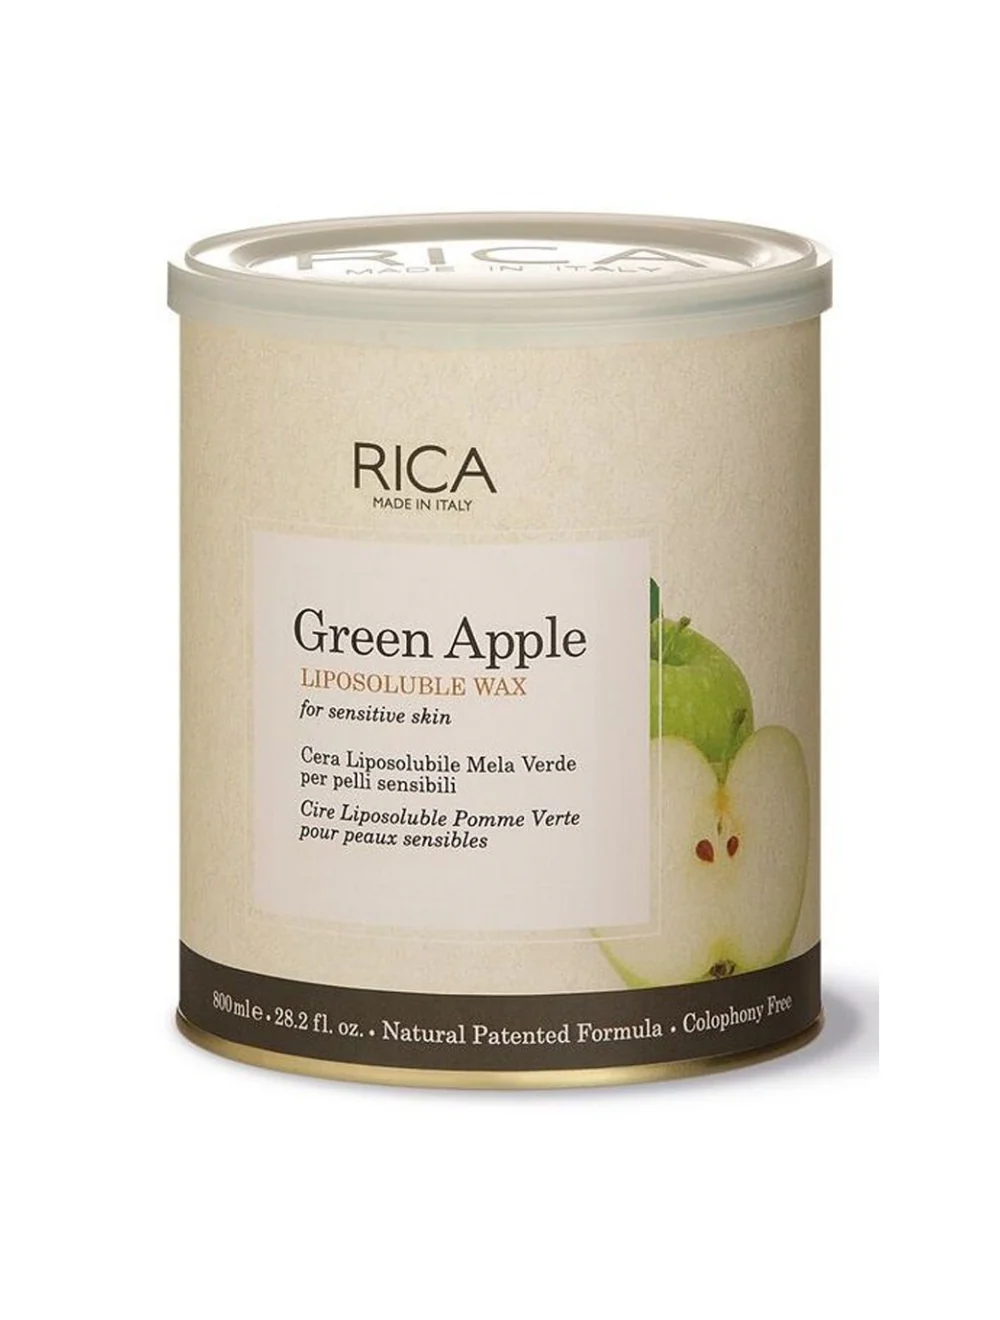 RICA
MADE IN ITALY
RICA
MADE IN ITALY
Green Apple
LIPOSOLUBLE WAX
for sensitive skin
Cera Liposolubile Mela Verde
per pelli sensibili
Cire Liposoluble Pomme Verte
pour peaux sensibles
800 ml e • 28.2 fl. oz. • Natural Patented Formula • Colophony Free